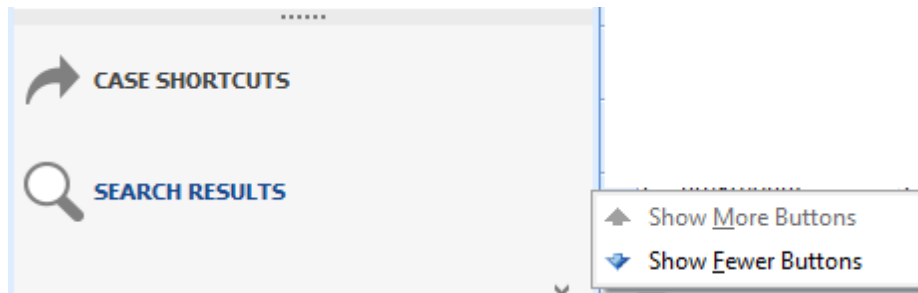 CASE SHORTCUTS
SEARCH RESULTS
Show More Buttons
Show Fewer Buttons